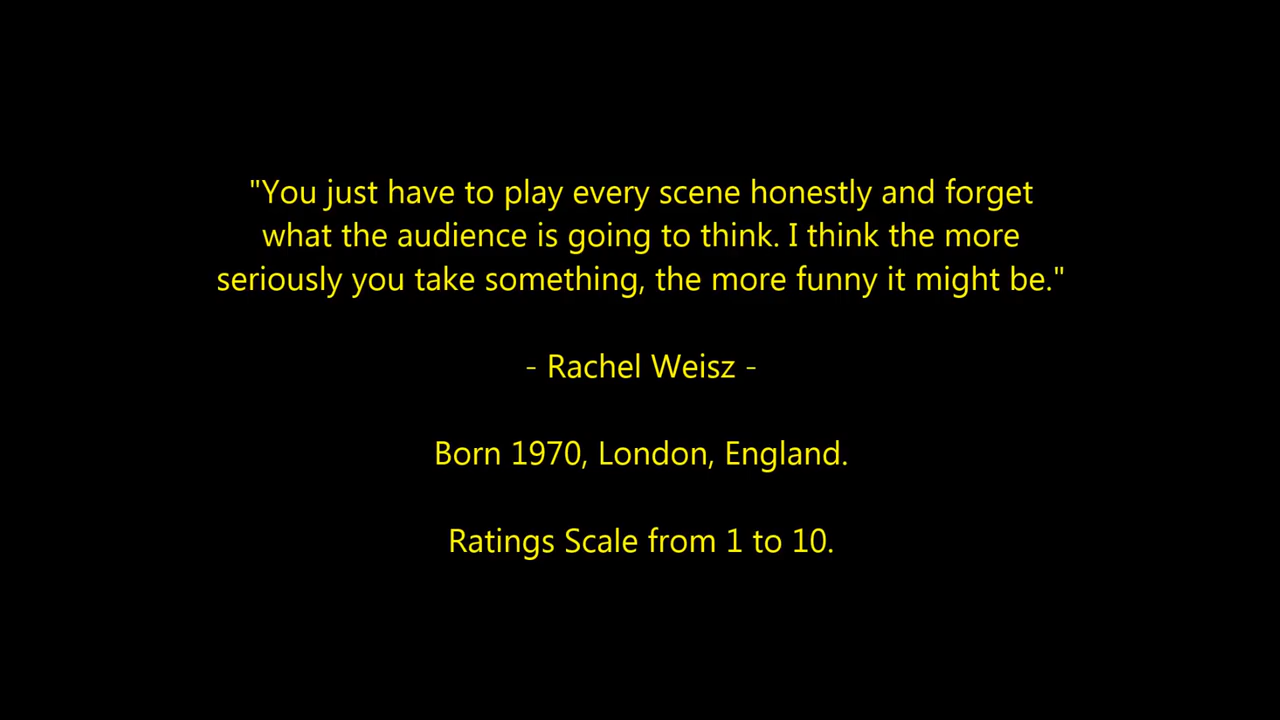 "You just have to play every scene honestly and forget
what the audience is going to think. I think the more
seriously you take something, the more funny it might be."
- Rachel Weisz -
Born 1970, London, England.
Ratings Scale from 1 to 10.